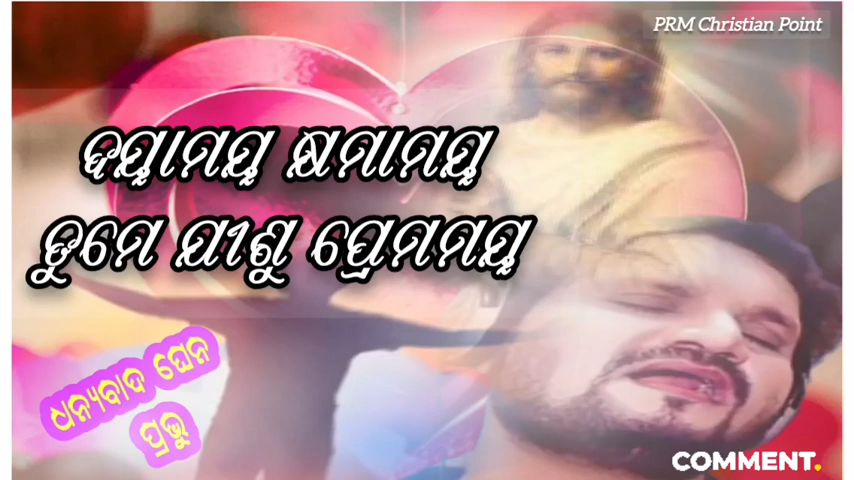 PRM Christian Point
ଦୟାମୟ କ୍ଷମାମୟ
ତୁମେ ଯୀଶୁ ପ୍ରେମମୟ
ଧନ୍ୟବାଦ ଘେନ
ପ୍ରଭୁ
COMMENT.